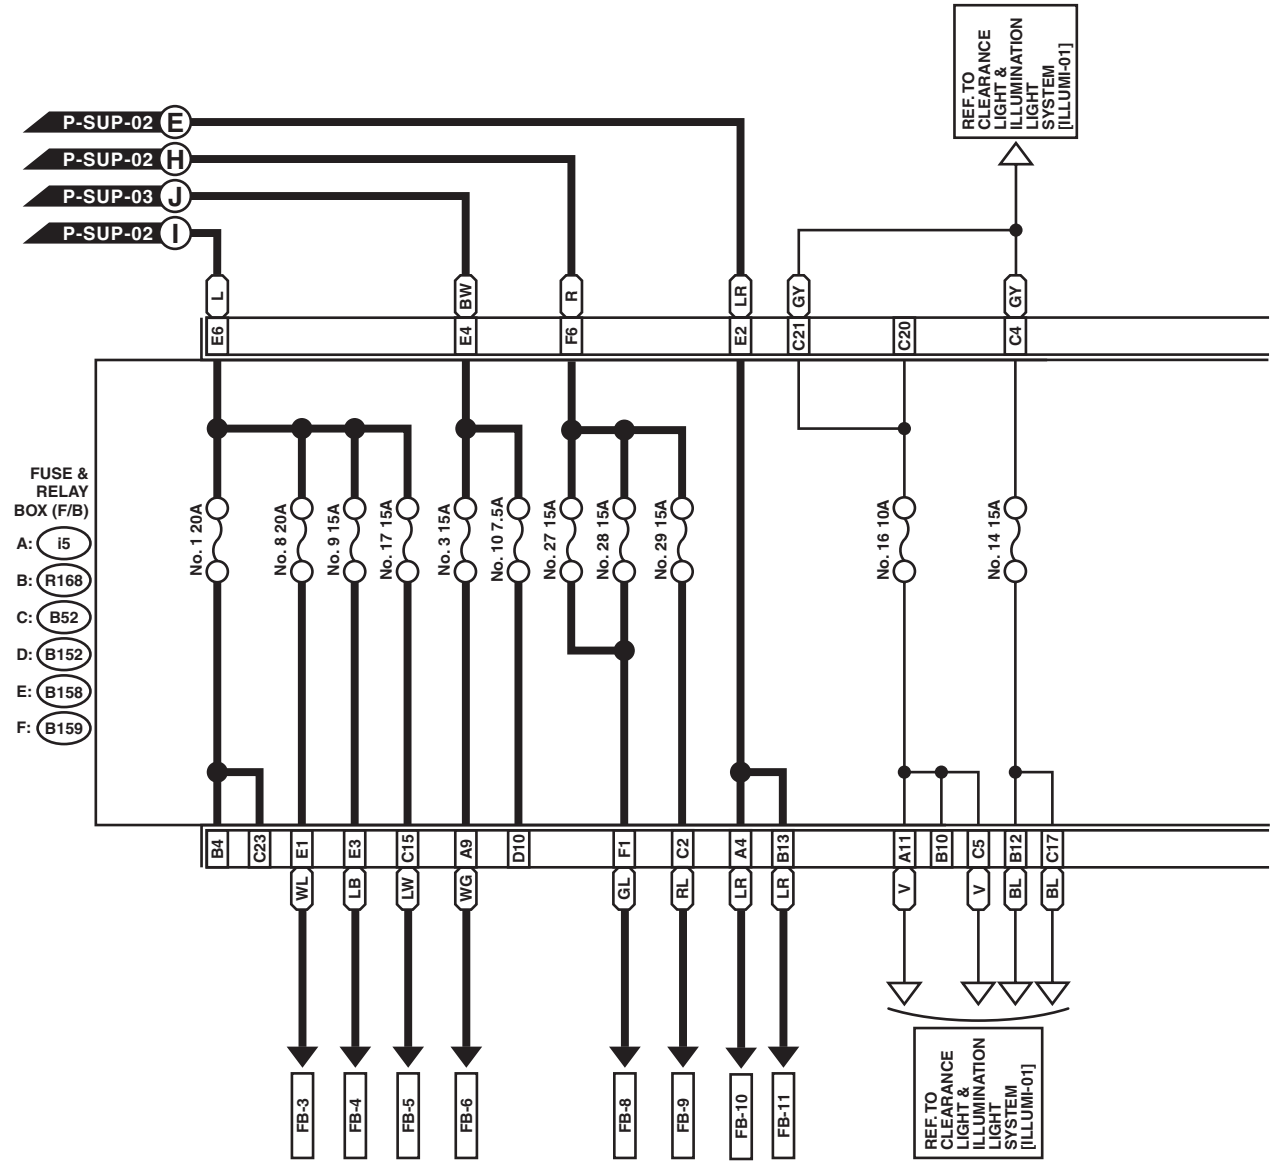 REF. TO
CLEARANCE
LIGHT &
ILLUMINATION
LIGHT
SYSTEM
[ILLUMI-01]
P-SUP-02 E
P-SUP-02 H
P-SUP-03 J
P-SUP-02 I
L
BW
R
LR
GY
GY
E6
E4
F6
E2
C21
C20
C4
FUSE &
RELAY
BOX (F/B)
A: i5
B: R168
C: B52
D: B152
E: B158
F: B159
No. 1 20A
No. 8 20A
No. 9 15A
No. 17 15A
No. 3 15A
No. 10 7.5A
No. 27 15A
No. 28 15A
No. 29 15A
No. 16 10A
No. 14 15A
B4
C23
E1
E3
C15
A9
D10
F1
C2
A4
B13
A11
B10
C5
B12
C17
WL
LB
LW
WG
GL
RL
LR
LR
V
V
BL
BL
FB-3
FB-4
FB-5
FB-6
FB-8
FB-9
FB-10
FB-11
REF. TO
CLEARANCE
LIGHT &
ILLUMINATION
LIGHT
SYSTEM
[ILLUMI-01]